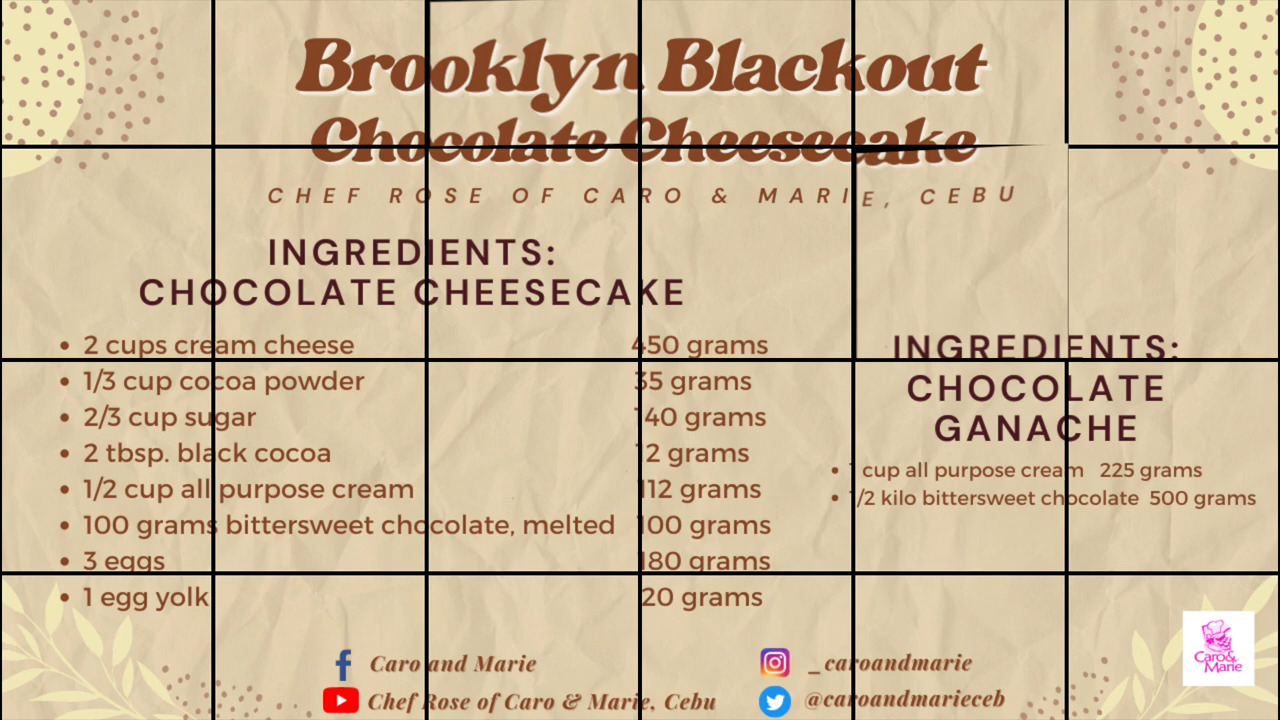 Brooklyn Blackout
Chocolate Cheesecake
CHEF ROSE OF CARO & MARIE, CEBU
INGREDIENTS:
CHOCOLATE CHEESECAKE
• 2 cups cream cheese 450 grams
• 1/3 cup cocoa powder 35 grams
• 2/3 cup sugar 140 grams
• 2 tbsp. black cocoa 12 grams
• 1/2 cup all purpose cream 112 grams
• 100 grams bittersweet chocolate, melted 100 grams
• 3 eggs 180 grams
• 1 egg yolk 20 grams
INGREDIENTS:
CHOCOLATE
GANACHE
• 1 cup all purpose cream 225 grams
• 1/2 kilo bittersweet chocolate 500 grams
Caro and Marie
Chef Rose of Caro & Marie, Cebu
_caroandmarie
@caroandmarieceb
Caro&
Marie